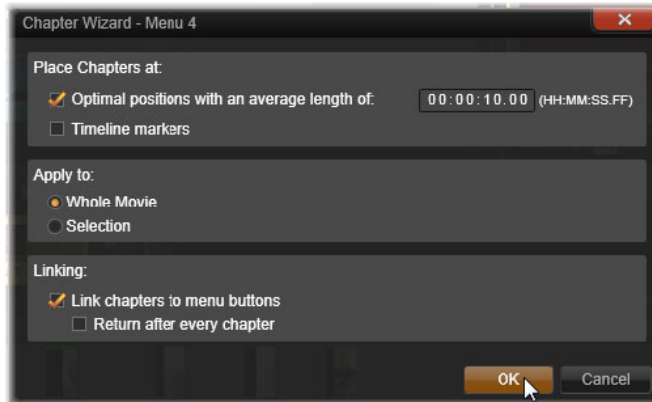 Chapter Wizard - Menu 4
Place Chapters at:
Optimal positions with an average length of: 00:00:10.00 (HH:MM:SS.FF)
Timeline markers
Apply to:
Whole Movie
Selection
Linking:
Link chapters to menu buttons
Return after every chapter
OK Cancel